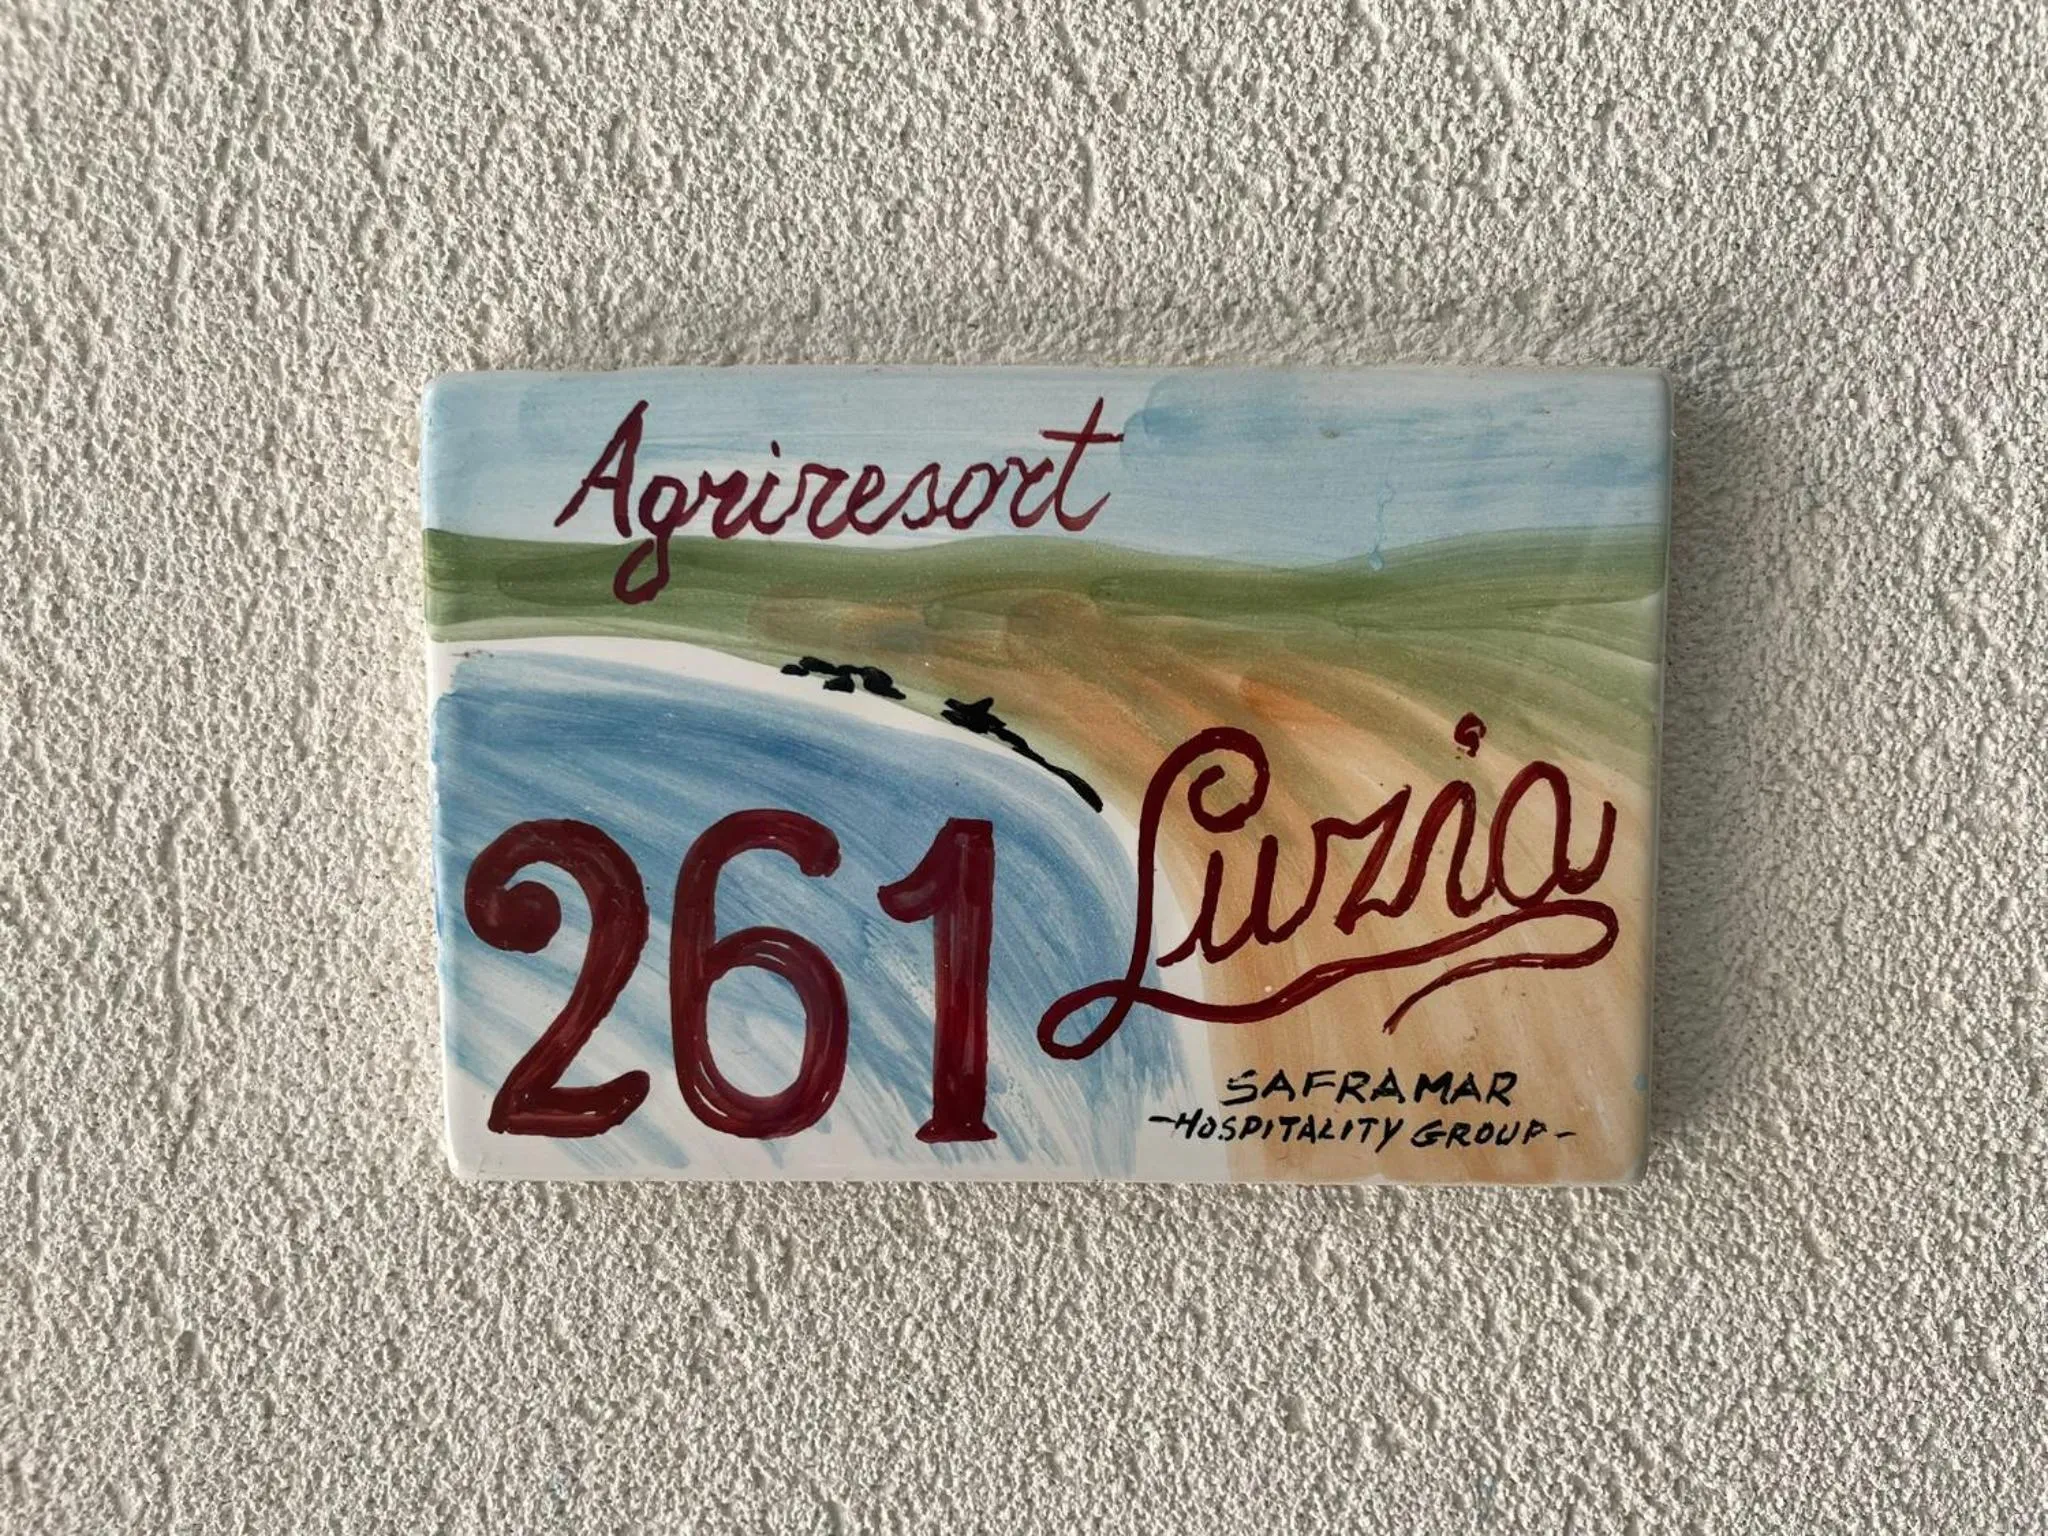 Agriresort
261 Luzia
SAFRAMAR
-HOSPITALITY GROUP-